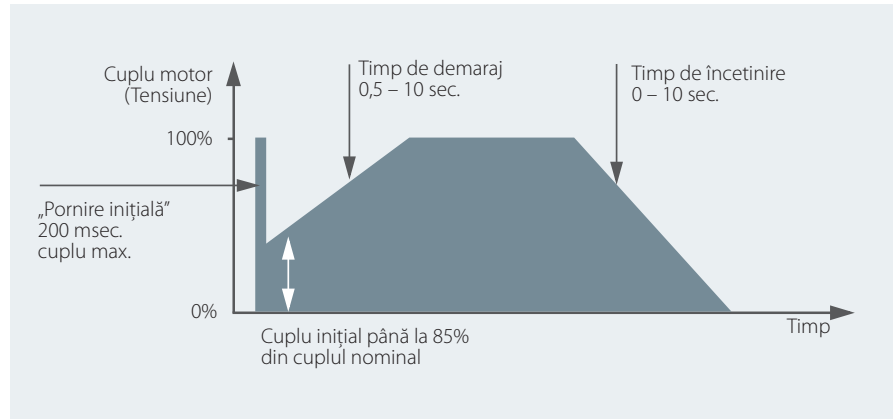 Cuplu motor
(Tensiune)
Timp de demaraj
0,5 – 10 sec.
Timp de încetinire
0 – 10 sec.
100%
„Pornire inițială”
200 msec.
cuplu max.
0%
Timp
Cuplu inițial până la 85%
din cuplul nominal